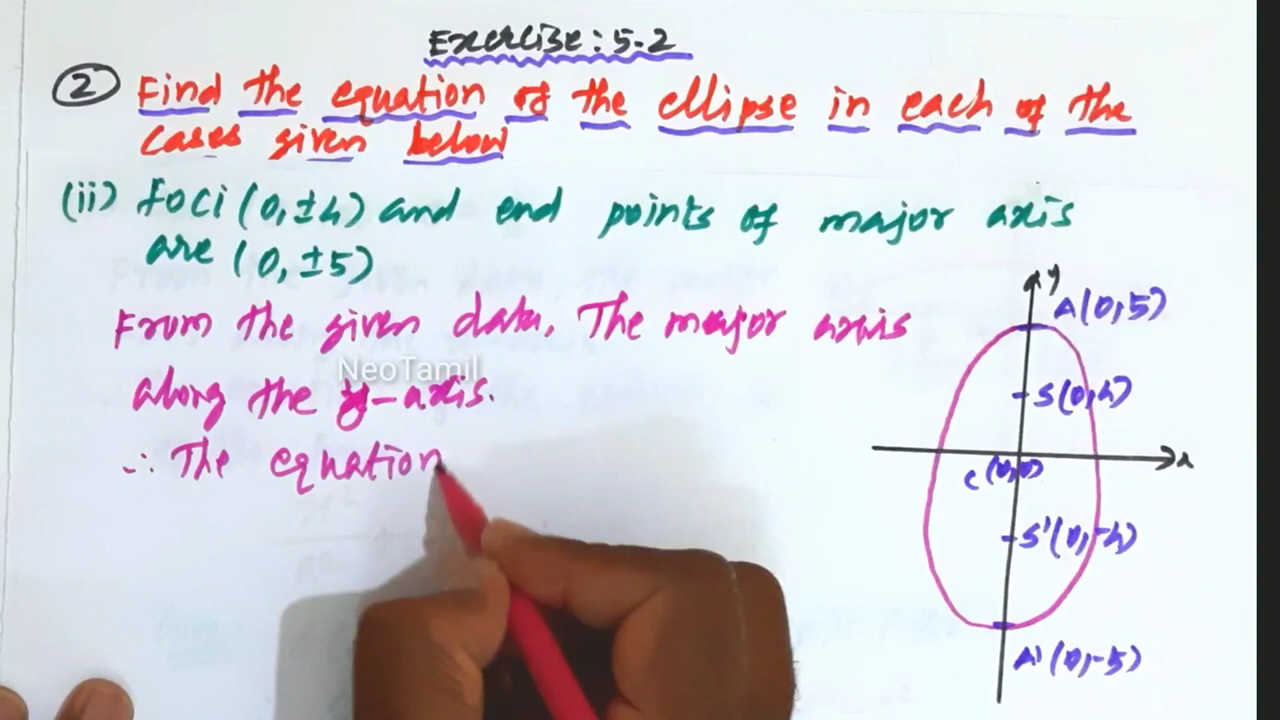 Exercise: 5.2
② Find the equation of the ellipse in each of the
cases given below
(ii) foci (0, ±4) and end points of major axis
are (0, ±5)
From the given data, The major axis
along the y-axis.
∴ The equation
NeoTamil
y
A(0,5)
S(0,4)
x
C(0,0)
S'(0,-4)
A'(0,-5)